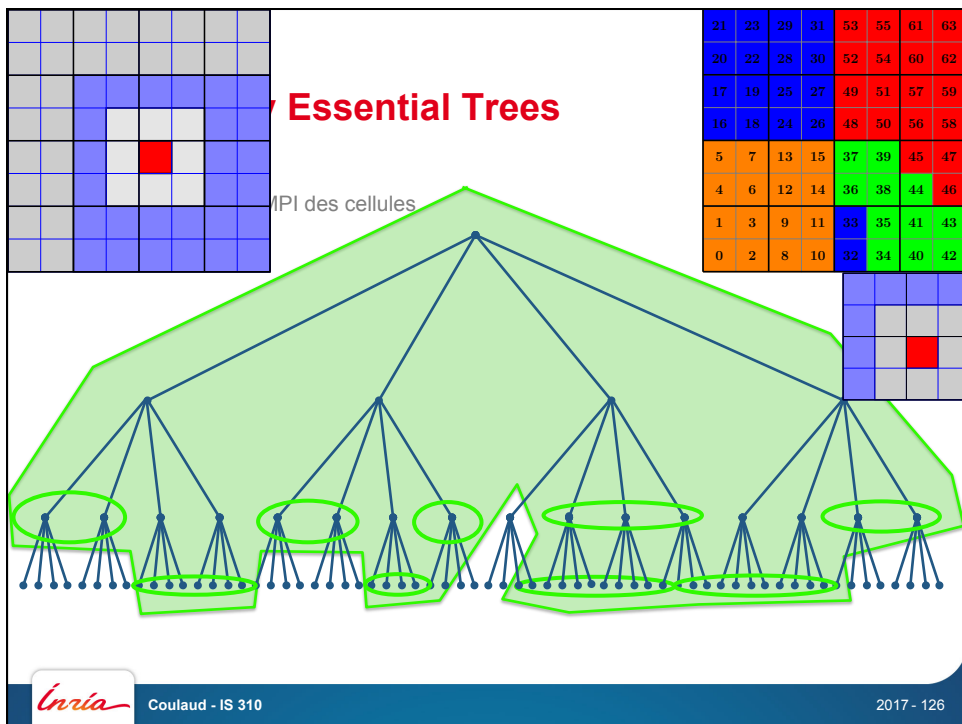 21 23 29 31 53 55 61 63
20 22 28 30 52 54 60 62
17 19 25 27 49 51 57 59
16 18 24 26 48 50 56 58
5 7 13 15 37 39 45 47
4 6 12 14 36 38 44 46
1 3 9 11 33 35 41 43
0 2 8 10 32 34 40 42
Essential Trees
MPI des cellules
Inría
Coulaud - IS 310
2017 - 126